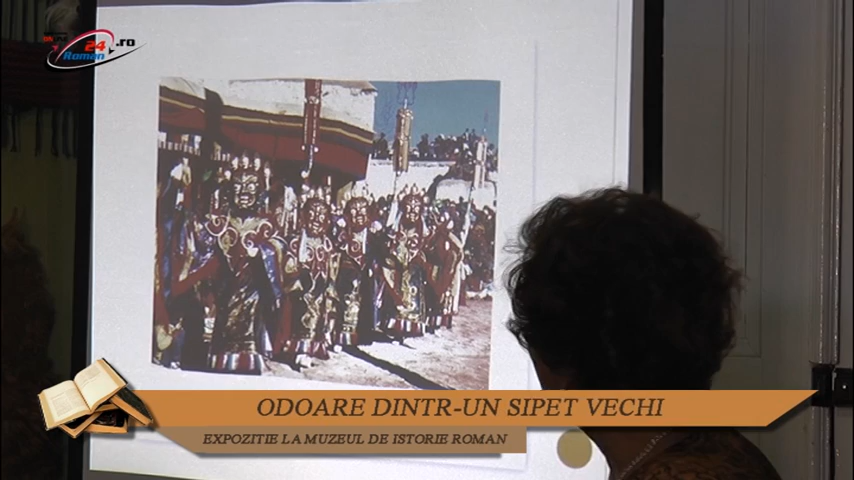 24 .ro
Roman
ODOARE DINTR-UN SIPET VECHI
EXPOZITIE LA MUZEUL DE ISTORIE ROMAN